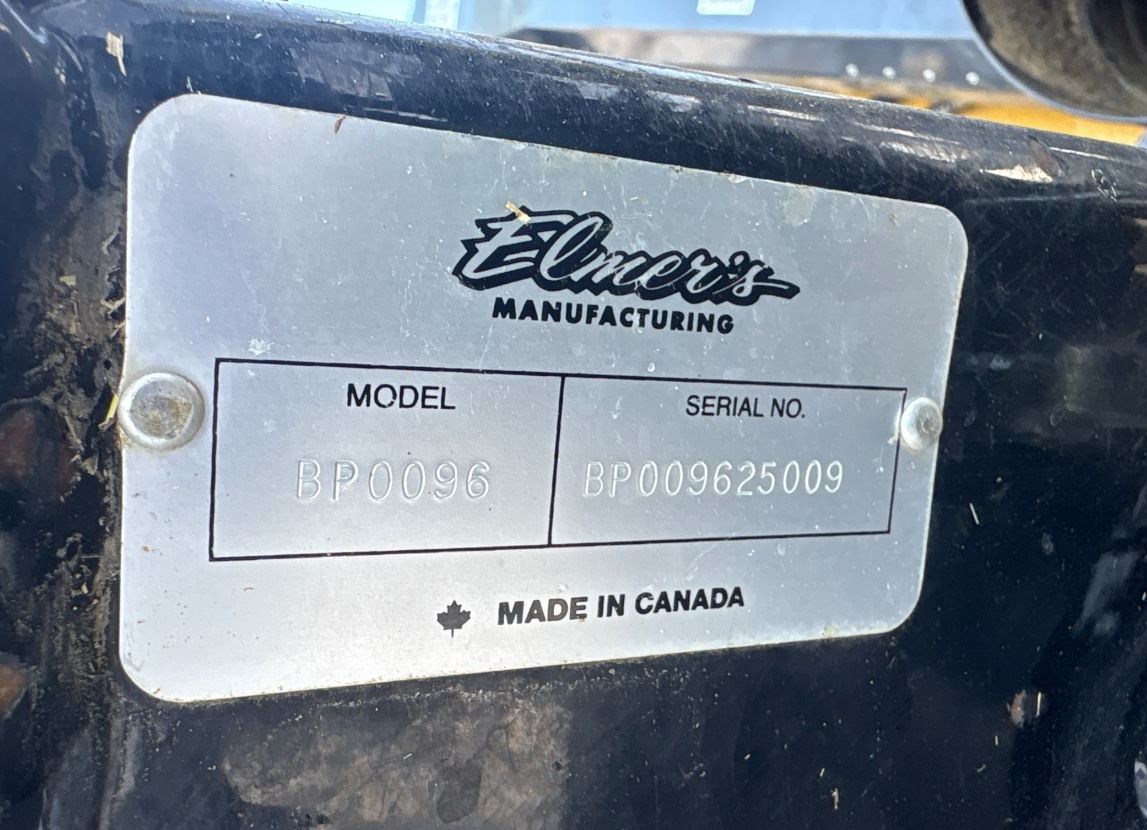 Elmer's
MANUFACTURING
MODEL
SERIAL NO.
BP0096
BP009625009
MADE IN CANADA